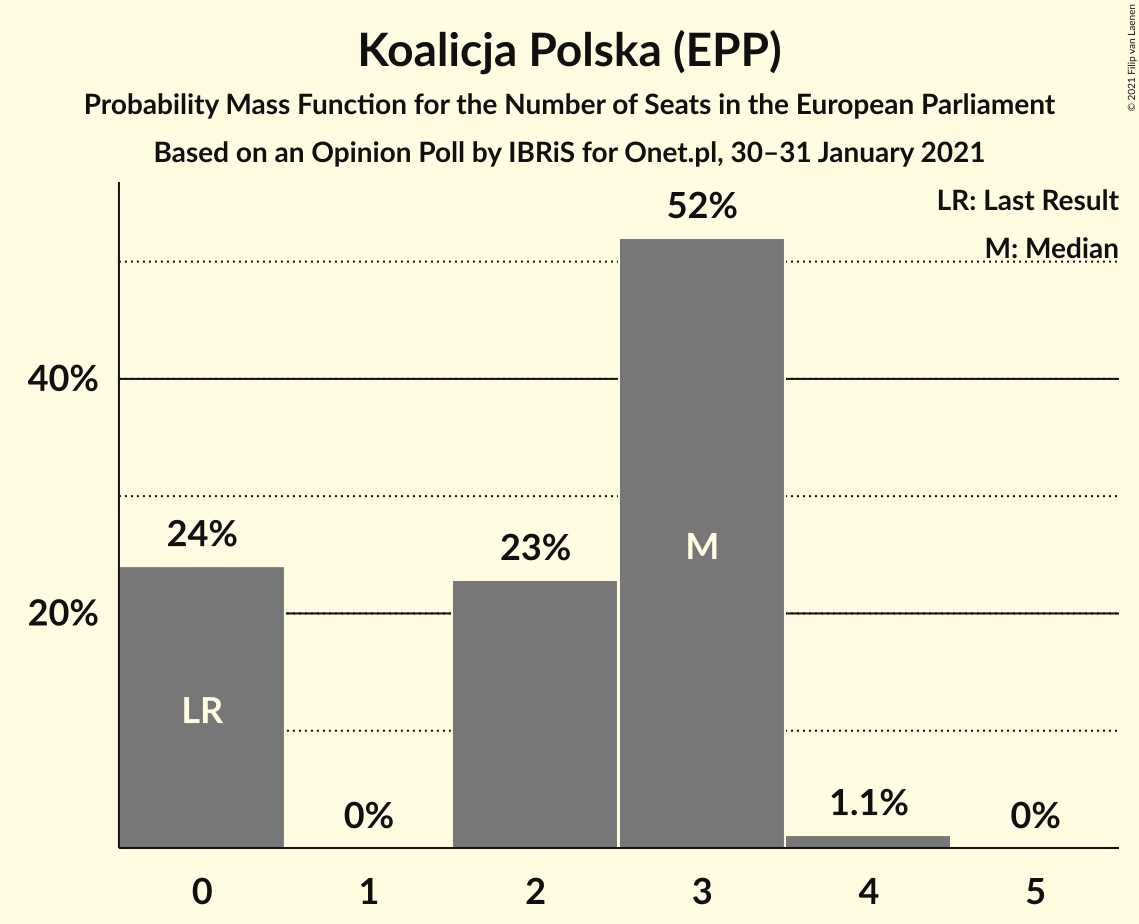 Koalicja Polska (EPP)
Probability Mass Function for the Number of Seats in the European Parliament
Based on an Opinion Poll by IBRiS for Onet.pl, 30–31 January 2021
© 2021 Filip van Laenen
LR: Last Result
M: Median
52%
40%
24%
23%
M
20%
LR
0%
1.1%
0%
0 1 2 3 4 5